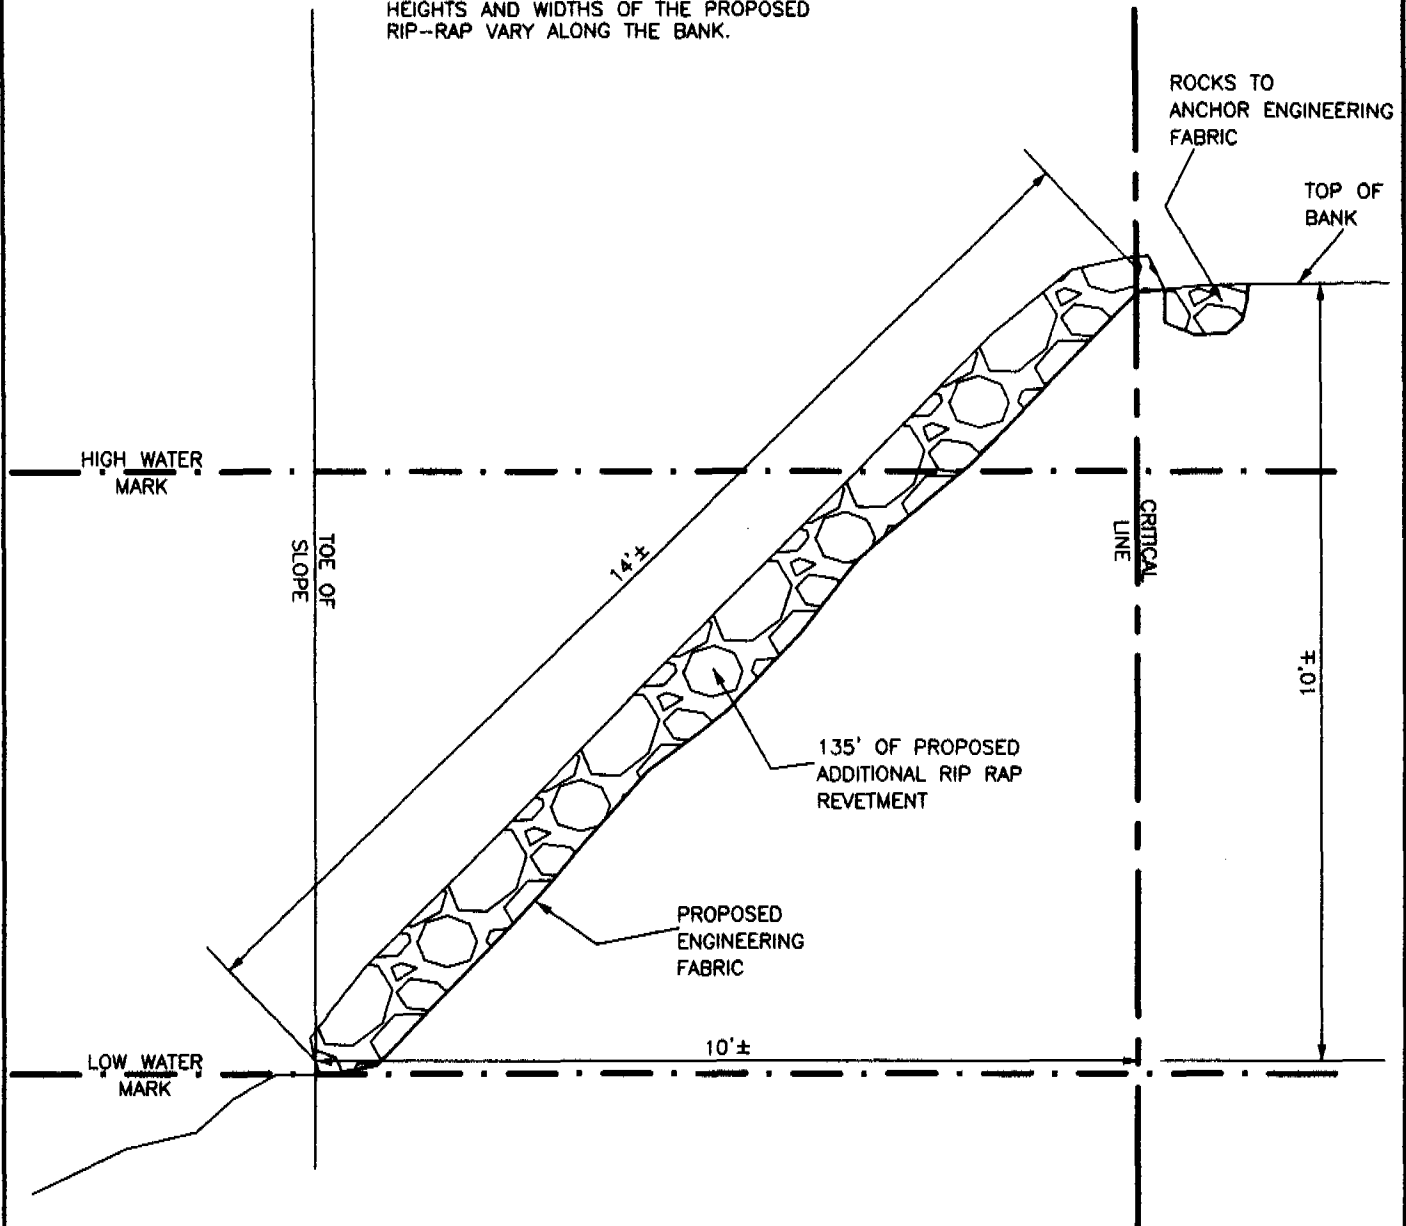 HEIGHTS AND WIDTHS OF THE PROPOSED
RIP-RAP VARY ALONG THE BANK.
ROCKS TO
ANCHOR ENGINEERING
FABRIC
TOP OF
BANK
HIGH WATER
MARK
TOE OF
SLOPE
CRITICAL
LINE
14'±
10'±
135' OF PROPOSED
ADDITIONAL RIP RAP
REVETMENT
PROPOSED
ENGINEERING
FABRIC
10'±
LOW WATER
MARK